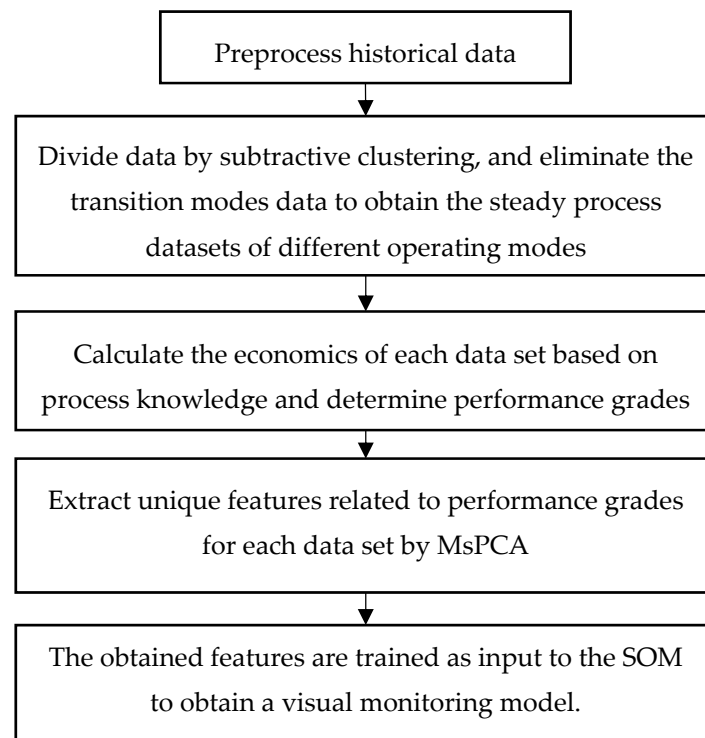 Preprocess historical data
Divide data by subtractive clustering, and eliminate the
transition modes data to obtain the steady process
datasets of different operating modes
Calculate the economics of each data set based on
process knowledge and determine performance grades
Extract unique features related to performance grades
for each data set by MsPCA
The obtained features are trained as input to the SOM
to obtain a visual monitoring model.